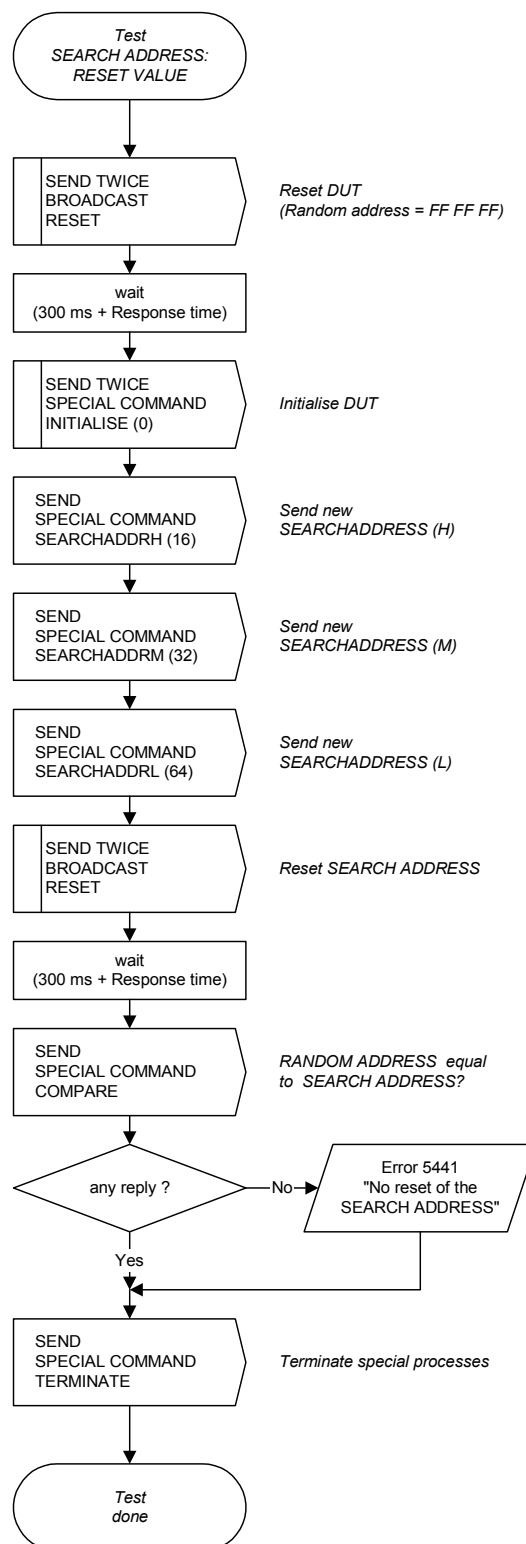 Test
SEARCH ADDRESS:
RESET VALUE
SEND TWICE
BROADCAST
RESET
Reset DUT
(Random address = FF FF FF)
wait
(300 ms + Response time)
SEND TWICE
SPECIAL COMMAND
INITIALISE (0)
Initialise DUT
SEND
SPECIAL COMMAND
SEARCHADDRH (16)
Send new
SEARCHADDRESS (H)
SEND
SPECIAL COMMAND
SEARCHADDRM (32)
Send new
SEARCHADDRESS (M)
SEND
SPECIAL COMMAND
SEARCHADDRL (64)
Send new
SEARCHADDRESS (L)
SEND TWICE
BROADCAST
RESET
Reset SEARCH ADDRESS
wait
(300 ms + Response time)
SEND
SPECIAL COMMAND
COMPARE
RANDOM ADDRESS equal
to SEARCH ADDRESS?
any reply ?
No
Error 5441
"No reset of the
SEARCH ADDRESS"
Yes
SEND
SPECIAL COMMAND
TERMINATE
Terminate special processes
Test
done